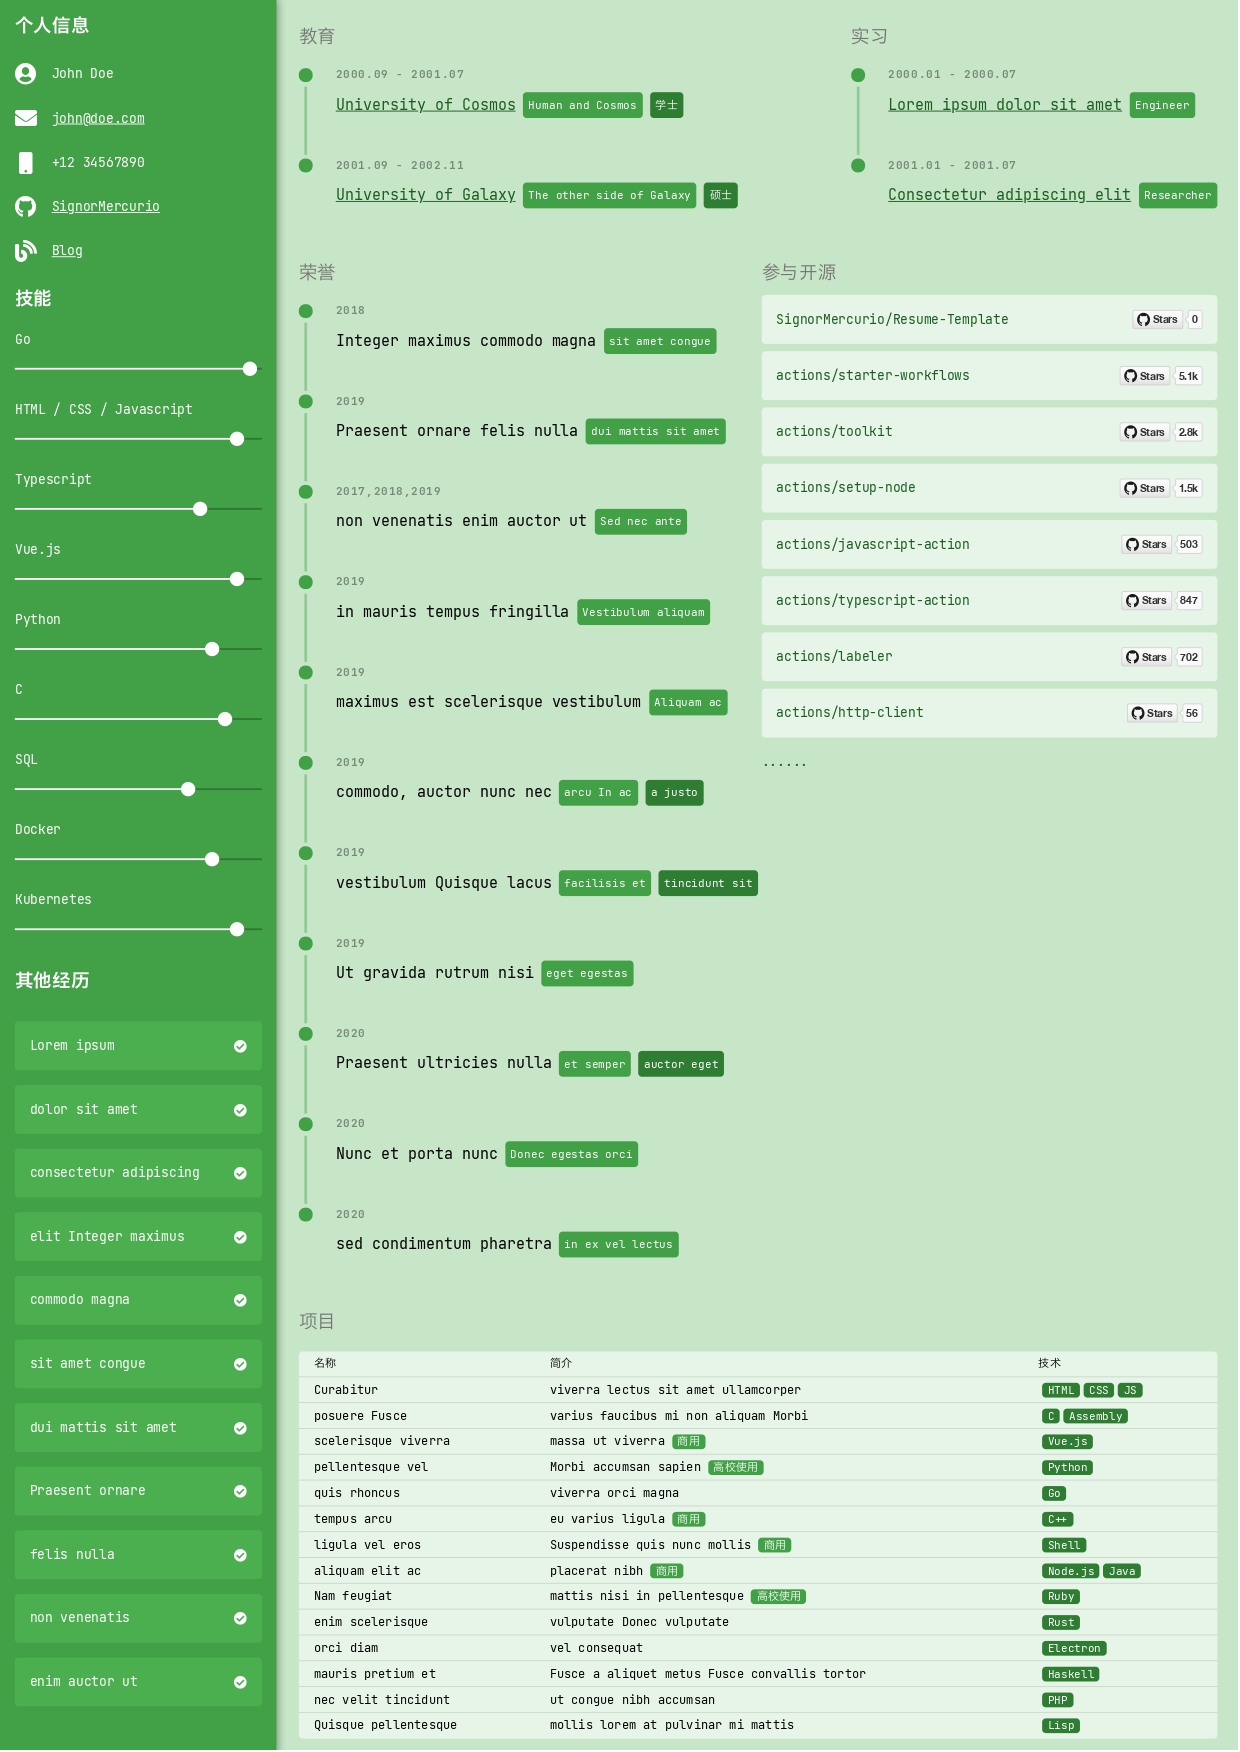 个人信息
John Doe
john@doe.com
+12 34567890
SignorMercurio
Blog
技能
Go
HTML / CSS / Javascript
Typescript
Vue.js
Python
C
SQL
Docker
Kubernetes
其他经历
Lorem ipsum
dolor sit amet
consectetur adipiscing
elit Integer maximus
commodo magna
sit amet congue
dui mattis sit amet
Praesent ornare
felis nulla
non venenatis
enim auctor ut
教育
2000.09 - 2001.07
University of Cosmos Human and Cosmos 学士
2001.09 - 2002.11
University of Galaxy The other side of Galaxy 硕士
实习
2000.01 - 2000.07
Lorem ipsum dolor sit amet Engineer
2001.01 - 2001.07
Consectetur adipiscing elit Researcher
荣誉
2018
Integer maximus commodo magna sit amet congue
2019
Praesent ornare felis nulla dui mattis sit amet
2017,2018,2019
non venenatis enim auctor ut Sed nec ante
2019
in mauris tempus fringilla Vestibulum aliquam
2019
maximus est scelerisque vestibulum Aliquam ac
2019
commodo, auctor nunc nec arcu In ac a justo
2019
vestibulum Quisque lacus facilisis et tincidunt sit
2019
Ut gravida rutrum nisi eget egestas
2020
Praesent ultricies nulla et semper auctor eget
2020
Nunc et porta nunc Donec egestas orci
2020
sed condimentum pharetra in ex vel lectus
参与开源
SignorMercurio/Resume-Template Stars 0
actions/starter-workflows Stars 5.1k
actions/toolkit Stars 2.8k
actions/setup-node Stars 1.5k
actions/javascript-action Stars 503
actions/typescript-action Stars 847
actions/labeler Stars 702
actions/http-client Stars 56
......
项目
名称 简介 技术
Curabitur viverra lectus sit amet ullamcorper HTML CSS JS
posuere Fusce varius faucibus mi non aliquam Morbi C Assembly
scelerisque viverra massa ut viverra 商用 Vue.js
pellentesque vel Morbi accumsan sapien 高校使用 Python
quis rhoncus viverra orci magna Go
tempus arcu eu varius ligula 商用 C++
ligula vel eros Suspendisse quis nunc mollis 商用 Shell
aliquam elit ac placerat nibh 商用 Node.js Java
Nam feugiat mattis nisi in pellentesque 高校使用 Ruby
enim scelerisque vulputate Donec vulputate Rust
orci diam vel consequat Electron
mauris pretium et Fusce a aliquet metus Fusce convallis tortor Haskell
nec velit tincidunt ut congue nibh accumsan PHP
Quisque pellentesque mollis lorem at pulvinar mi mattis Lisp